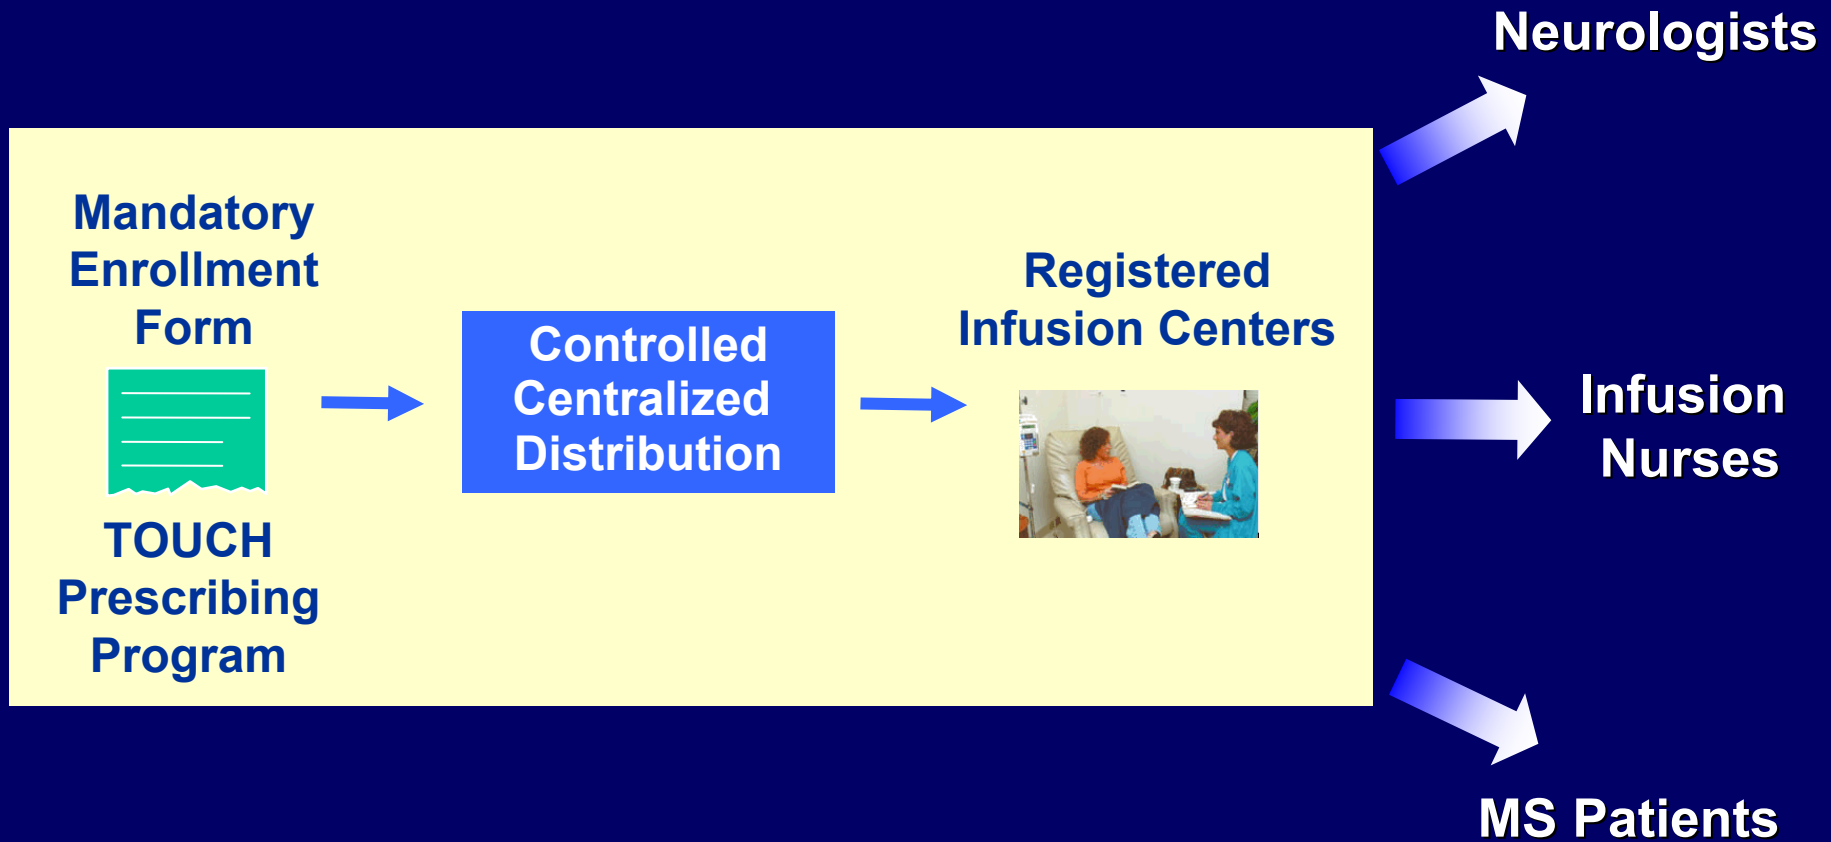 Neurologists
Mandatory
Enrollment
Form
TOUCH
Prescribing
Program
Controlled
Centralized
Distribution
Registered
Infusion Centers
Infusion
Nurses
MS Patients